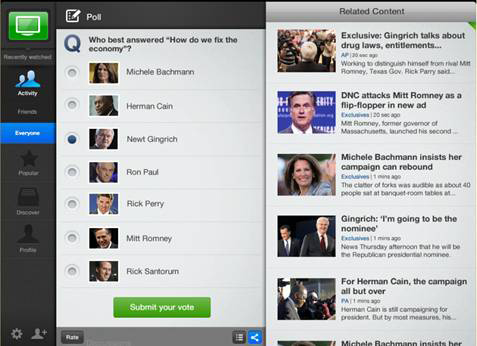 Poll
Related Content
Recently watched
Activity
Friends
Everyone
Popular
Discover
Profile
Q Who best answered "How do we fix the
economy"?
Michele Bachmann
Herman Cain
Newt Gingrich
Ron Paul
Rick Perry
Mitt Romney
Rick Santorum
Submit your vote
Rate
Exclusive: Gingrich talks about
drug laws, entitlements...
AP | 20 sec ago
Working to distinguish himself from rival Mitt
Romney, Texas Gov. Rick Perry said...
DNC attacks Mitt Romney as a
flip-flopper in new ad
Exclusives | 20 sec ago
Mitt Romney, former governor of
Massachusetts, launched his second ...
Michele Bachmann insists her
campaign can rebound
Exclusives | 1 mins ago
The clatter of forks was audible as about 40
people sat at banquet-room tables at...
Gingrich: 'I'm going to be the
nominee'
Exclusives | 1 mins ago
News Thursday afternoon that he will be
the Republican presidential nominee.
For Herman Cain, the campaign
all but over
PA | 1 mins ago
Herman Cain is still campaigning for
president. But by most measures, his...